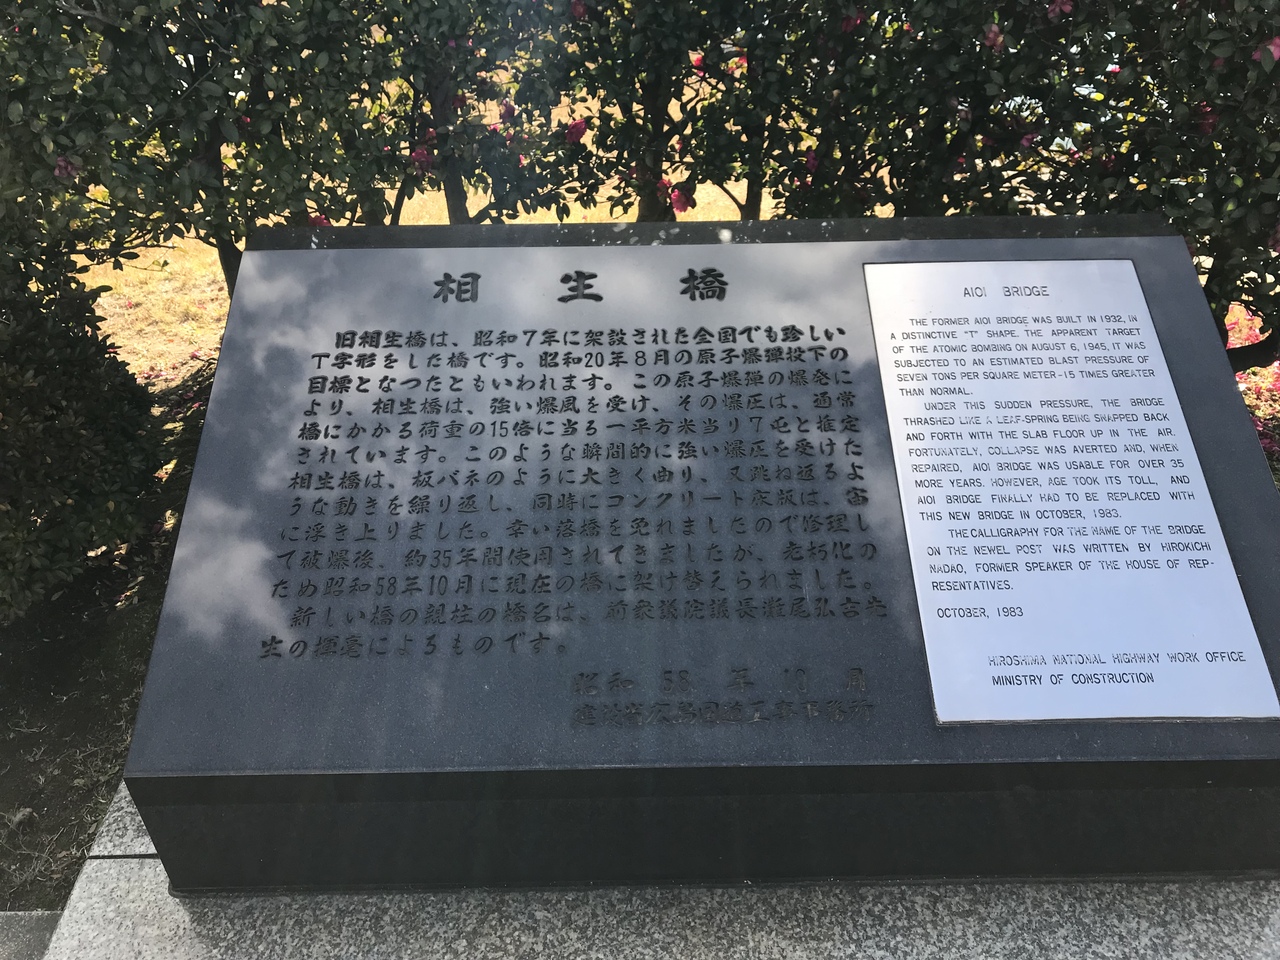 相生橋
旧相生橋は、昭和7年に架設された全国でも珍しい
T字形をした橋です。昭和20年8月の原子爆弾投下の
目標となつたともいわれます。この原子爆弾の爆発に
より、相生橋は、強い爆風を受け、その爆圧は、通常
橋にかかる荷重の15倍に当る一平方米当り7屯と推定
されています。このような瞬間的に強い爆圧を受けた
相生橋は、板バネのように大きく曲り、又跳ね返るよ
うな動きを繰り返し、同時にコンクリート床版は、宙
に浮き上りました。幸い落橋を免れましたので修理し
て被爆後、約35年間使用されてきましたが、老朽化の
ため昭和58年10月に現在の橋に架け替えられました。
新しい橋の親柱の橋名は、前衆議院議長灘尾弘吉先
生の揮毫によるものです。
昭和58年10月
建設省広島国道工事事務所
AIOI BRIDGE
THE FORMER AIOI BRIDGE WAS BUILT IN 1932, IN
A DISTINCTIVE "T" SHAPE. THE APPARENT TARGET
OF THE ATOMIC BOMBING ON AUGUST 6, 1945, IT WAS
SUBJECTED TO AN ESTIMATED BLAST PRESSURE OF
SEVEN TONS PER SQUARE METER-15 TIMES GREATER
THAN NORMAL.
UNDER THIS SUDDEN PRESSURE, THE BRIDGE
THRASHED LIKE A LEAF-SPRING BEING SNAPPED BACK
AND FORTH WITH THE SLAB FLOOR UP IN THE AIR.
FORTUNATELY, COLLAPSE WAS AVERTED AND, WHEN
REPAIRED, AIOI BRIDGE WAS USABLE FOR OVER 35
MORE YEARS. HOWEVER, AGE TOOK ITS TOLL, AND
AIOI BRIDGE FINALLY HAD TO BE REPLACED WITH
THIS NEW BRIDGE IN OCTOBER, 1983.
THE CALLIGRAPHY FOR THE NAME OF THE BRIDGE
ON THE NEWEL POST WAS WRITTEN BY HIROKICHI
NADAO, FORMER SPEAKER OF THE HOUSE OF REP-
RESENTATIVES.
OCTOBER, 1983
HIROSHIMA NATIONAL HIGHWAY WORK OFFICE
MINISTRY OF CONSTRUCTION